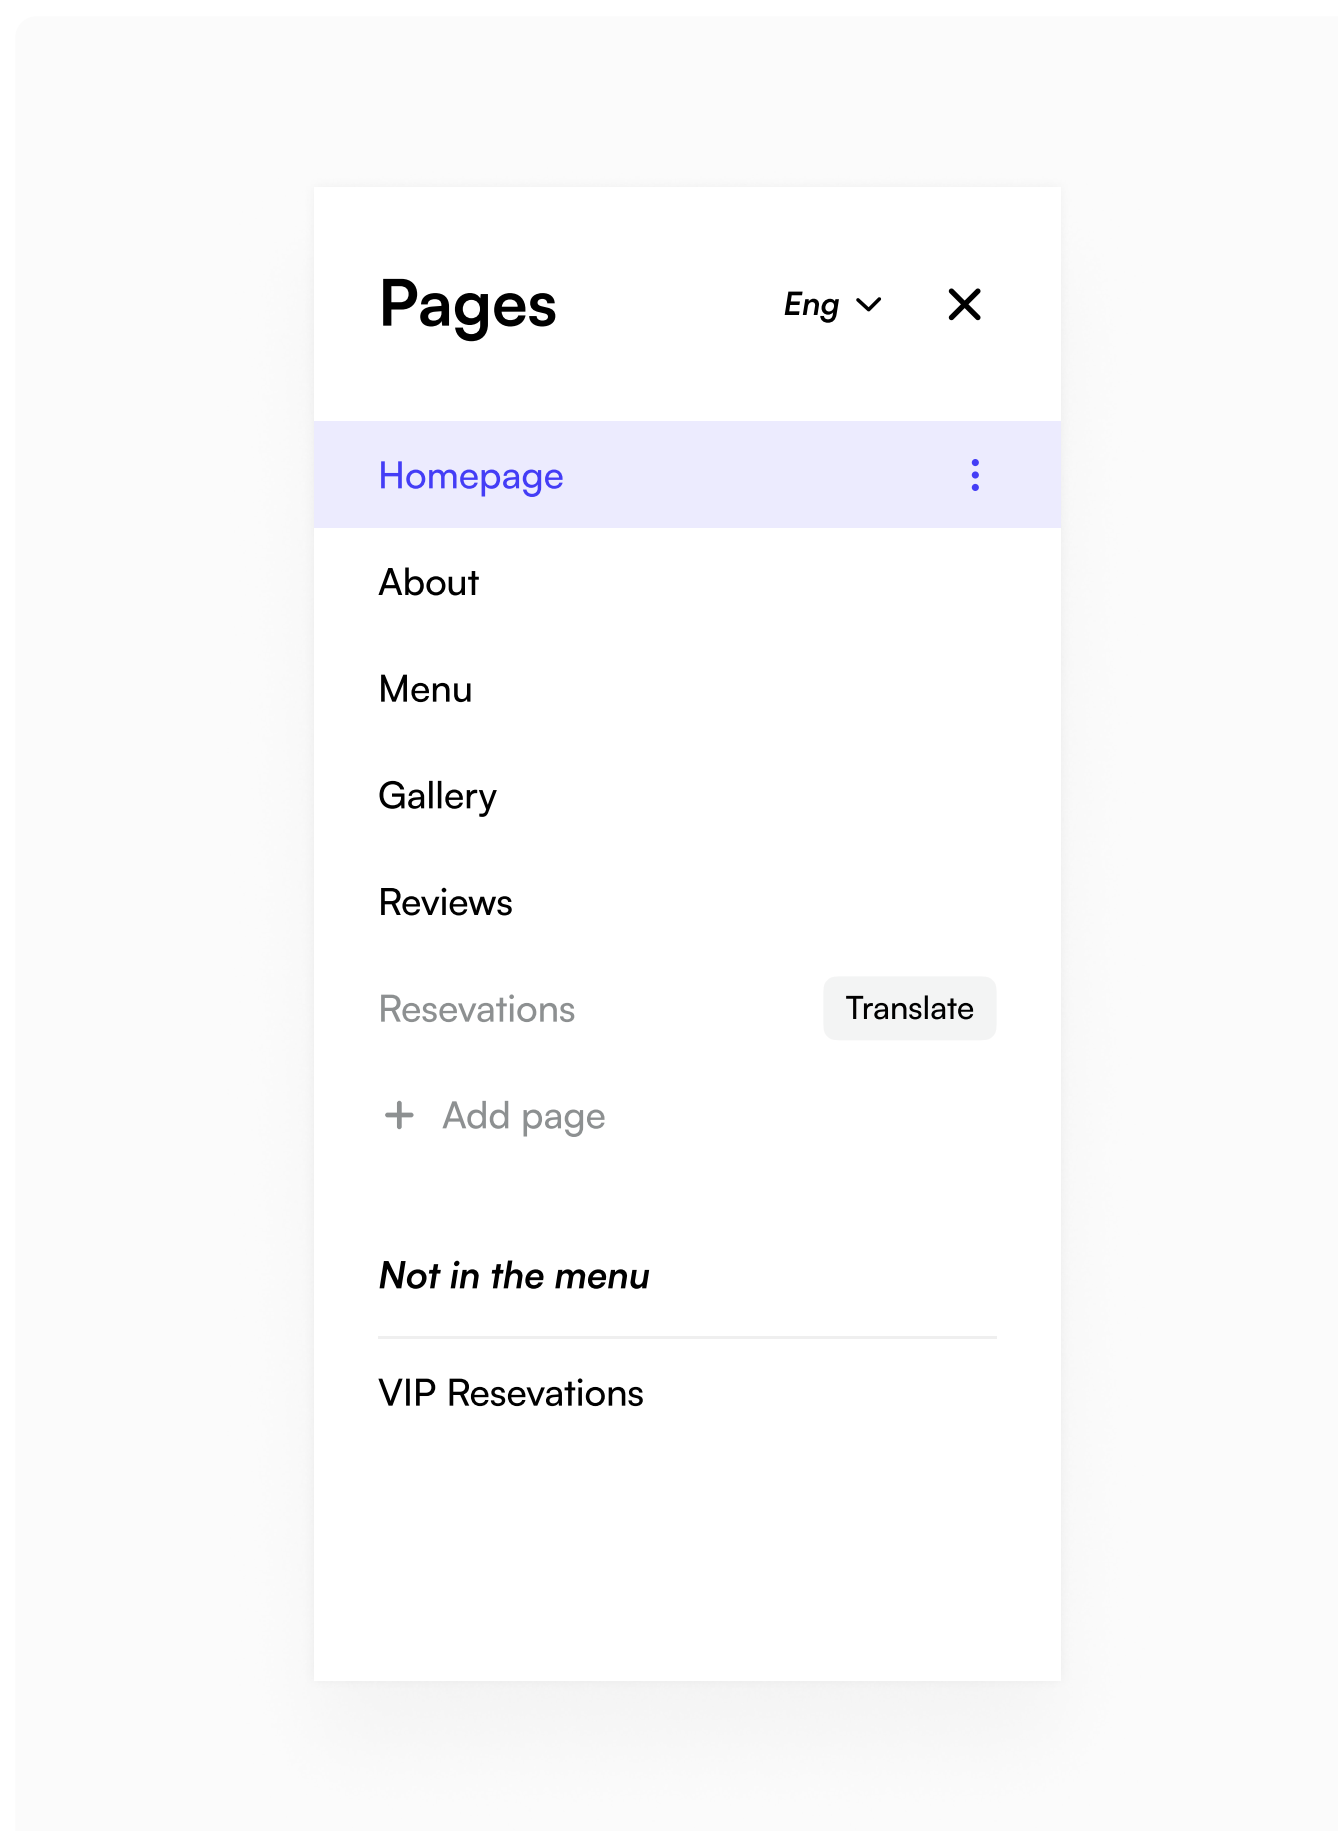 Pages
Eng
Homepage
About
Menu
Gallery
Reviews
Resevations
Translate
Add page
Not in the menu
VIP Resevations